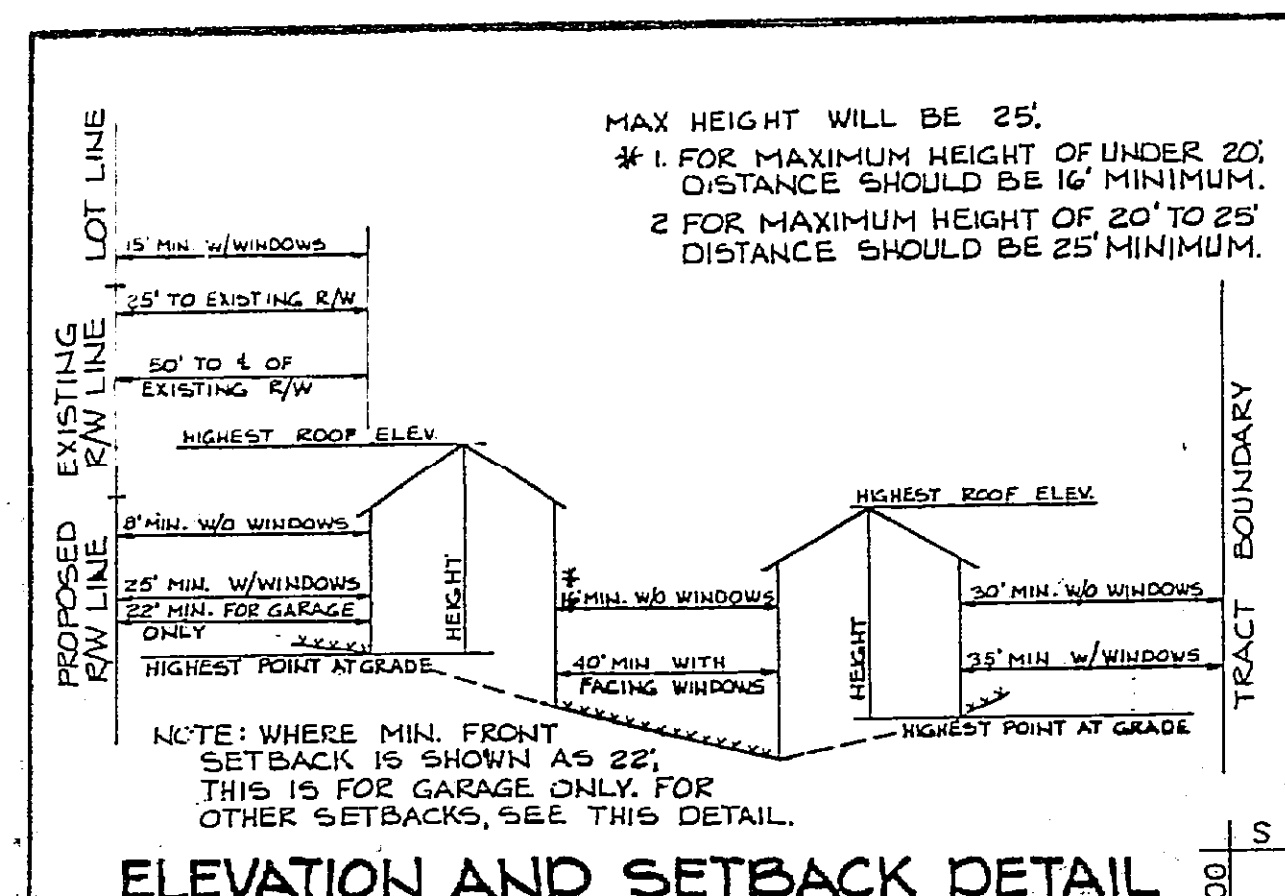 MAX HEIGHT WILL BE 25'.
* 1. FOR MAXIMUM HEIGHT OF UNDER 20',
DISTANCE SHOULD BE 16' MINIMUM.
2 FOR MAXIMUM HEIGHT OF 20' TO 25'
DISTANCE SHOULD BE 25' MINIMUM.
LOT LINE
15' MIN. W/WINDOWS
EXISTING
R/W LINE
25' TO EXISTING R/W
50' TO ℄ OF
EXISTING R/W
HIGHEST ROOF ELEV.
HIGHEST ROOF ELEV.
PROPOSED
R/W LINE
8' MIN. W/O WINDOWS
25' MIN. W/WINDOWS
22' MIN. FOR GARAGE
ONLY
HEIGHT
*
16' MIN. W/O WINDOWS
40' MIN WITH
FACING WINDOWS
HEIGHT
30' MIN. W/O WINDOWS
35' MIN W/WINDOWS
TRACT BOUNDARY
HIGHEST POINT AT GRADE
HIGHEST POINT AT GRADE
NOTE: WHERE MIN. FRONT
SETBACK IS SHOWN AS 22',
THIS IS FOR GARAGE ONLY. FOR
OTHER SETBACKS, SEE THIS DETAIL.
ELEVATION AND SETBACK DETAIL
S
00